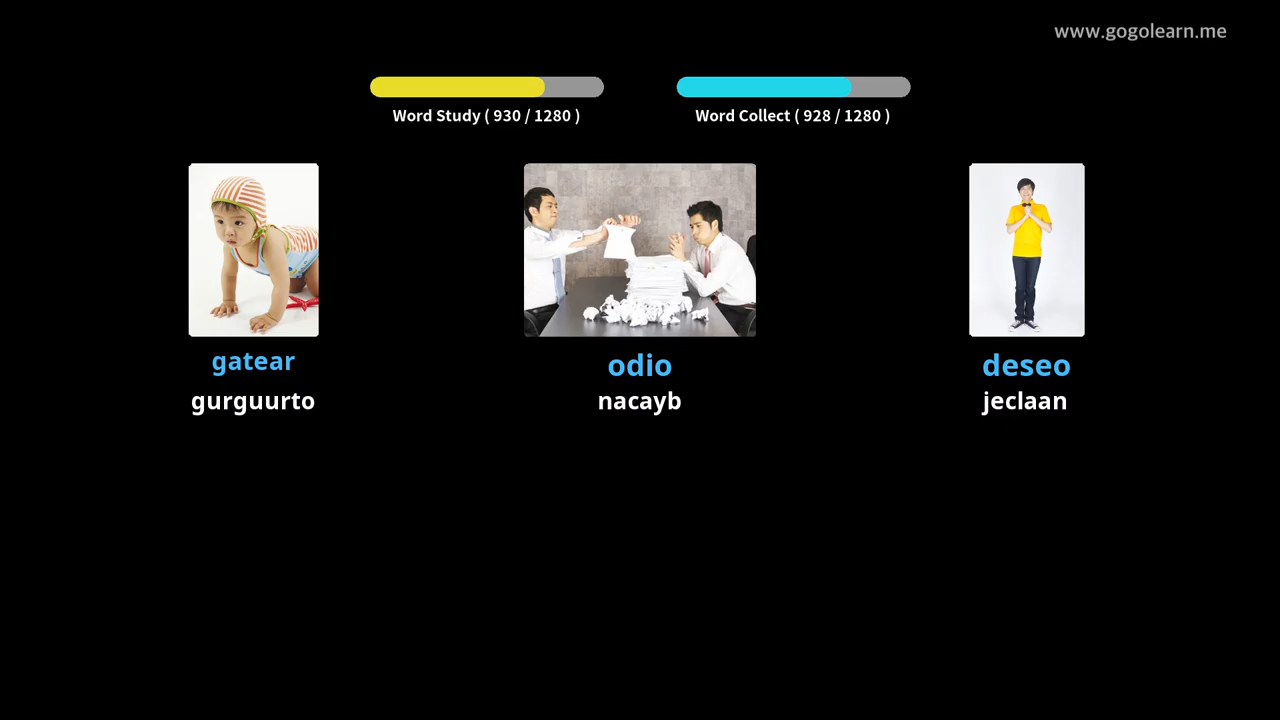 www.gogolearn.me
Word Study ( 930 / 1280 )
Word Collect ( 928 / 1280 )
gatear
odio
deseo
gurguurto
nacayb
jeclaan